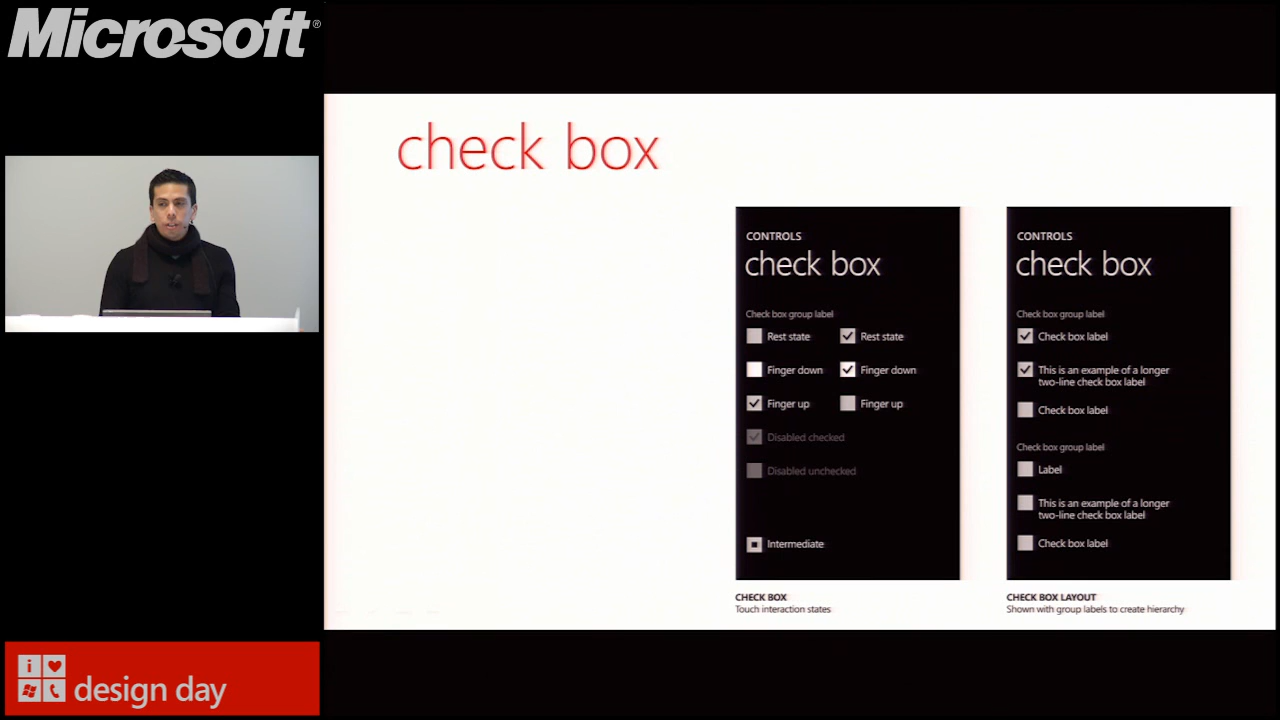 Microsoft®
check box
CONTROLS
check box
Check box group label
Rest state
Rest state
Finger down
Finger down
Finger up
Finger up
Disabled checked
Disabled unchecked
Intermediate
CHECK BOX
Touch interaction states
CONTROLS
check box
Check box group label
Check box label
This is an example of a longer
two-line check box label
Check box label
Check box group label
Label
This is an example of a longer
two-line check box label
Check box label
CHECK BOX LAYOUT
Shown with group labels to create hierarchy
i
design day